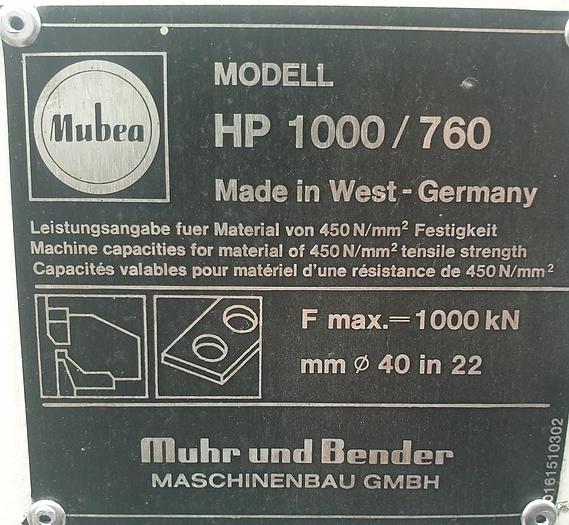 Mubea
MODELL
HP 1000/760
Made in West-Germany
Leistungsangabe fuer Material von 450 N/mm² Festigkeit
Machine capacities for material of 450 N/mm² tensile strength
Capacités valables pour matériel d'une résistance de 450 N/mm²
F max.=1000 kN
mm ⌀ 40 in 22
Muhr und Bender
MASCHINENBAU GMBH
0161510302